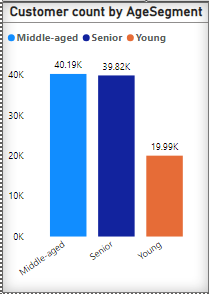 Customer count by AgeSegment
Middle-aged Senior Young
40.19K
39.82K
40K
30K
19.99K
20K
10K
0K
Middle-aged
Senior
Young